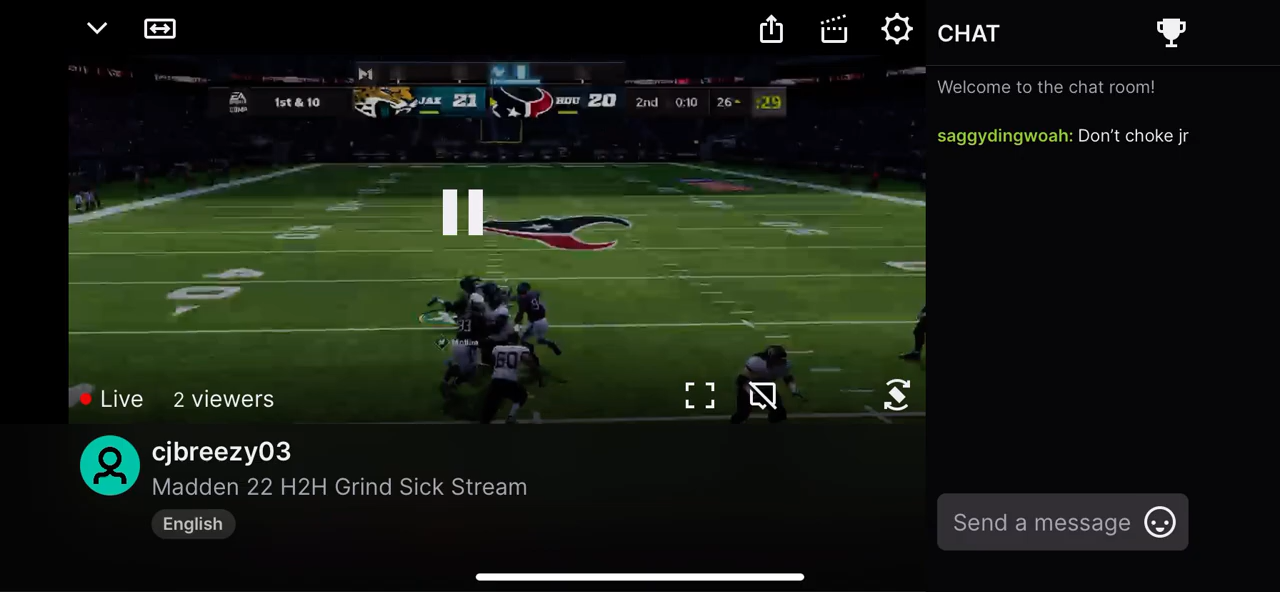 CHAT
Welcome to the chat room!
saggydingwoah: Don't choke jr
1st & 10
JAX 21
HOU 20
2nd 0:10 26 :29
60
Live 2 viewers
cjbreezy03
Madden 22 H2H Grind Sick Stream
English
Send a message